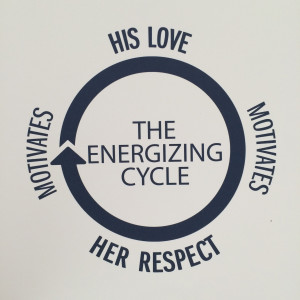 HIS LOVE
MOTIVATES
HER RESPECT
MOTIVATES
THE
ENERGIZING
CYCLE